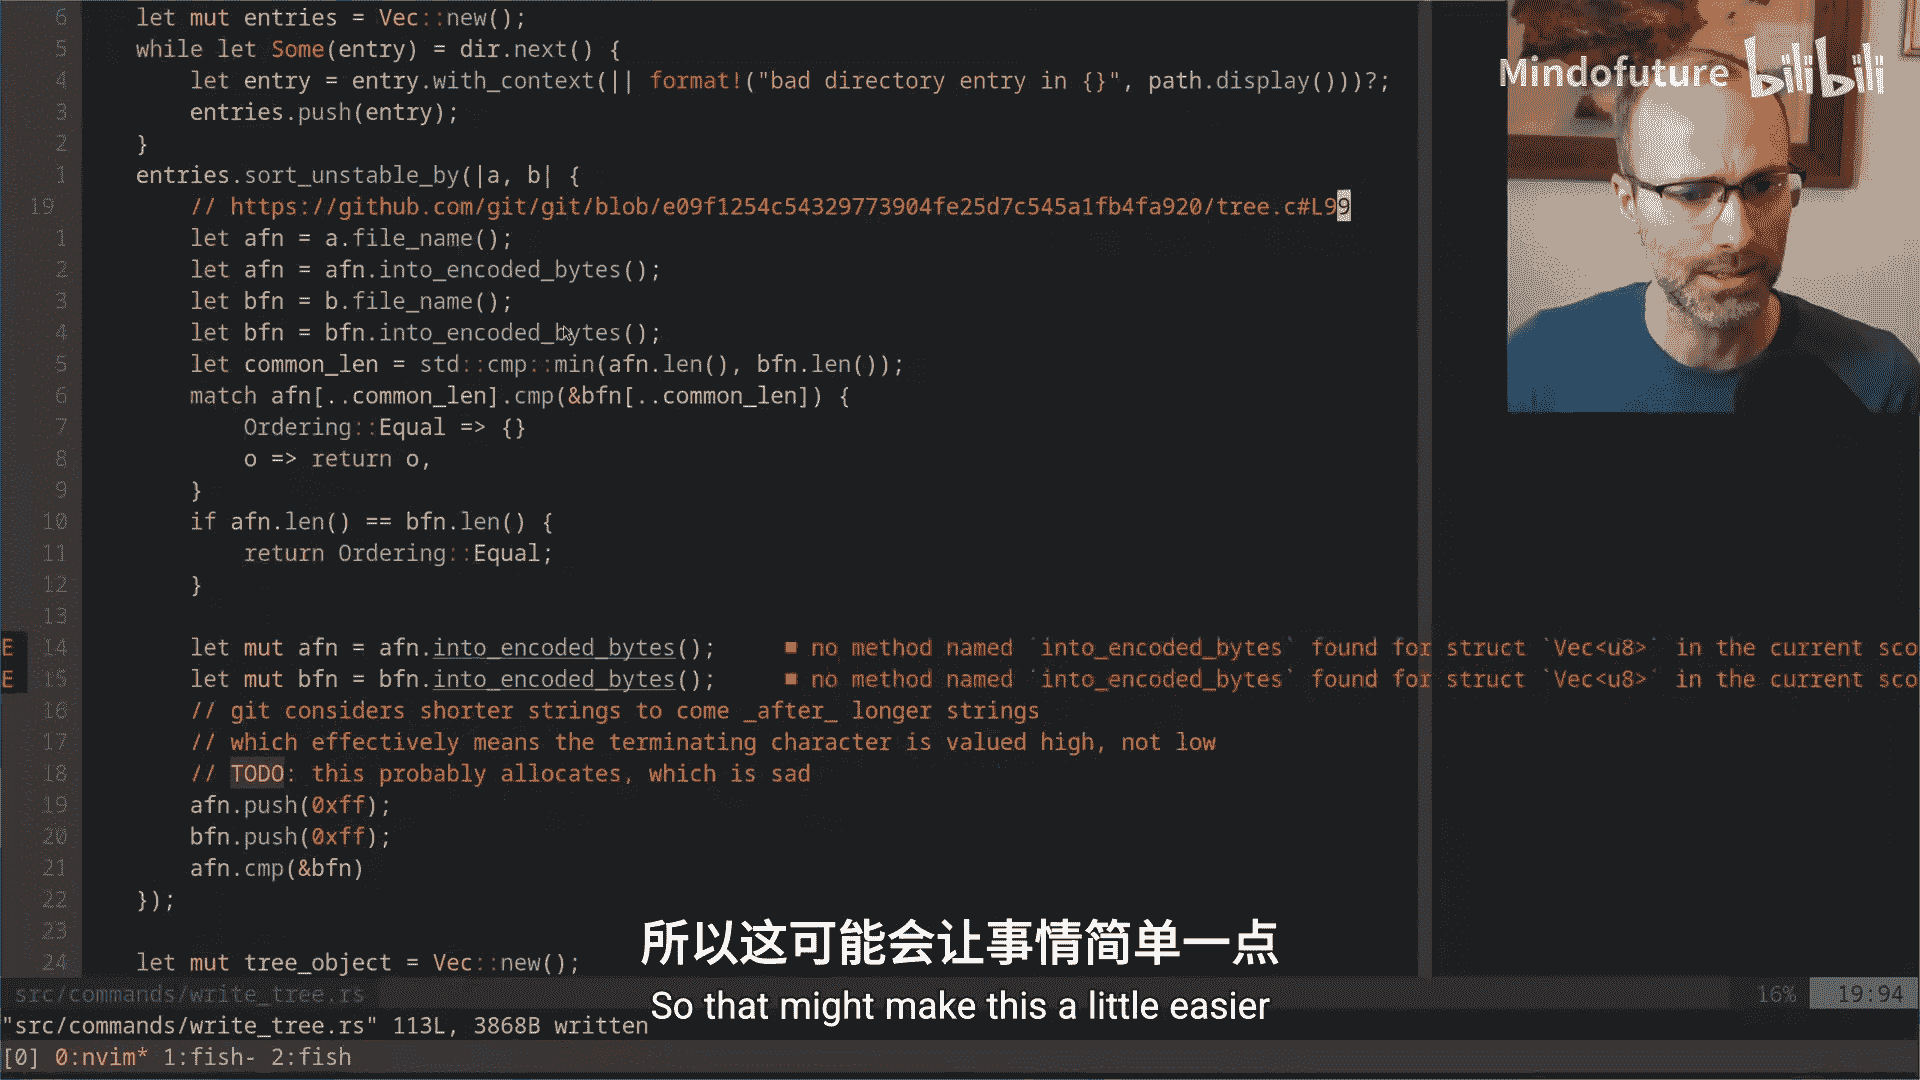 6 let mut entries = Vec::new();
5 while let Some(entry) = dir.next() {
4 let entry = entry.with_context(|| format!("bad directory entry in {}", path.display()))?;
3 entries.push(entry);
2 }
1 entries.sort_unstable_by(|a, b| {
19 // https://github.com/git/git/blob/e09f1254c54329773904fe25d7c545a1fb4fa920/tree.c#L99
1 let afn = a.file_name();
2 let afn = afn.into_encoded_bytes();
3 let bfn = b.file_name();
4 let bfn = bfn.into_encoded_bytes();
5 let common_len = std::cmp::min(afn.len(), bfn.len());
6 match afn[..common_len].cmp(&bfn[..common_len]) {
7 Ordering::Equal => {}
8 o => return o,
9 }
10 if afn.len() == bfn.len() {
11 return Ordering::Equal;
12 }
13
E 14 let mut afn = afn.into_encoded_bytes(); ■ no method named `into_encoded_bytes` found for struct `Vec<u8>` in the current sco
E 15 let mut bfn = bfn.into_encoded_bytes(); ■ no method named `into_encoded_bytes` found for struct `Vec<u8>` in the current sco
16 // git considers shorter strings to come _after_ longer strings
17 // which effectively means the terminating character is valued high, not low
18 // TODO: this probably allocates, which is sad
19 afn.push(0xff);
20 bfn.push(0xff);
21 afn.cmp(&bfn)
22 });
23
24 let mut tree_object = Vec::new();
src/commands/write_tree.rs 16% 19:94
"src/commands/write_tree.rs" 113L, 3868B written
[0] 0:nvim* 1:fish- 2:fish
Mindofuture bilibili
所以这可能会让事情简单一点
So that might make this a little easier